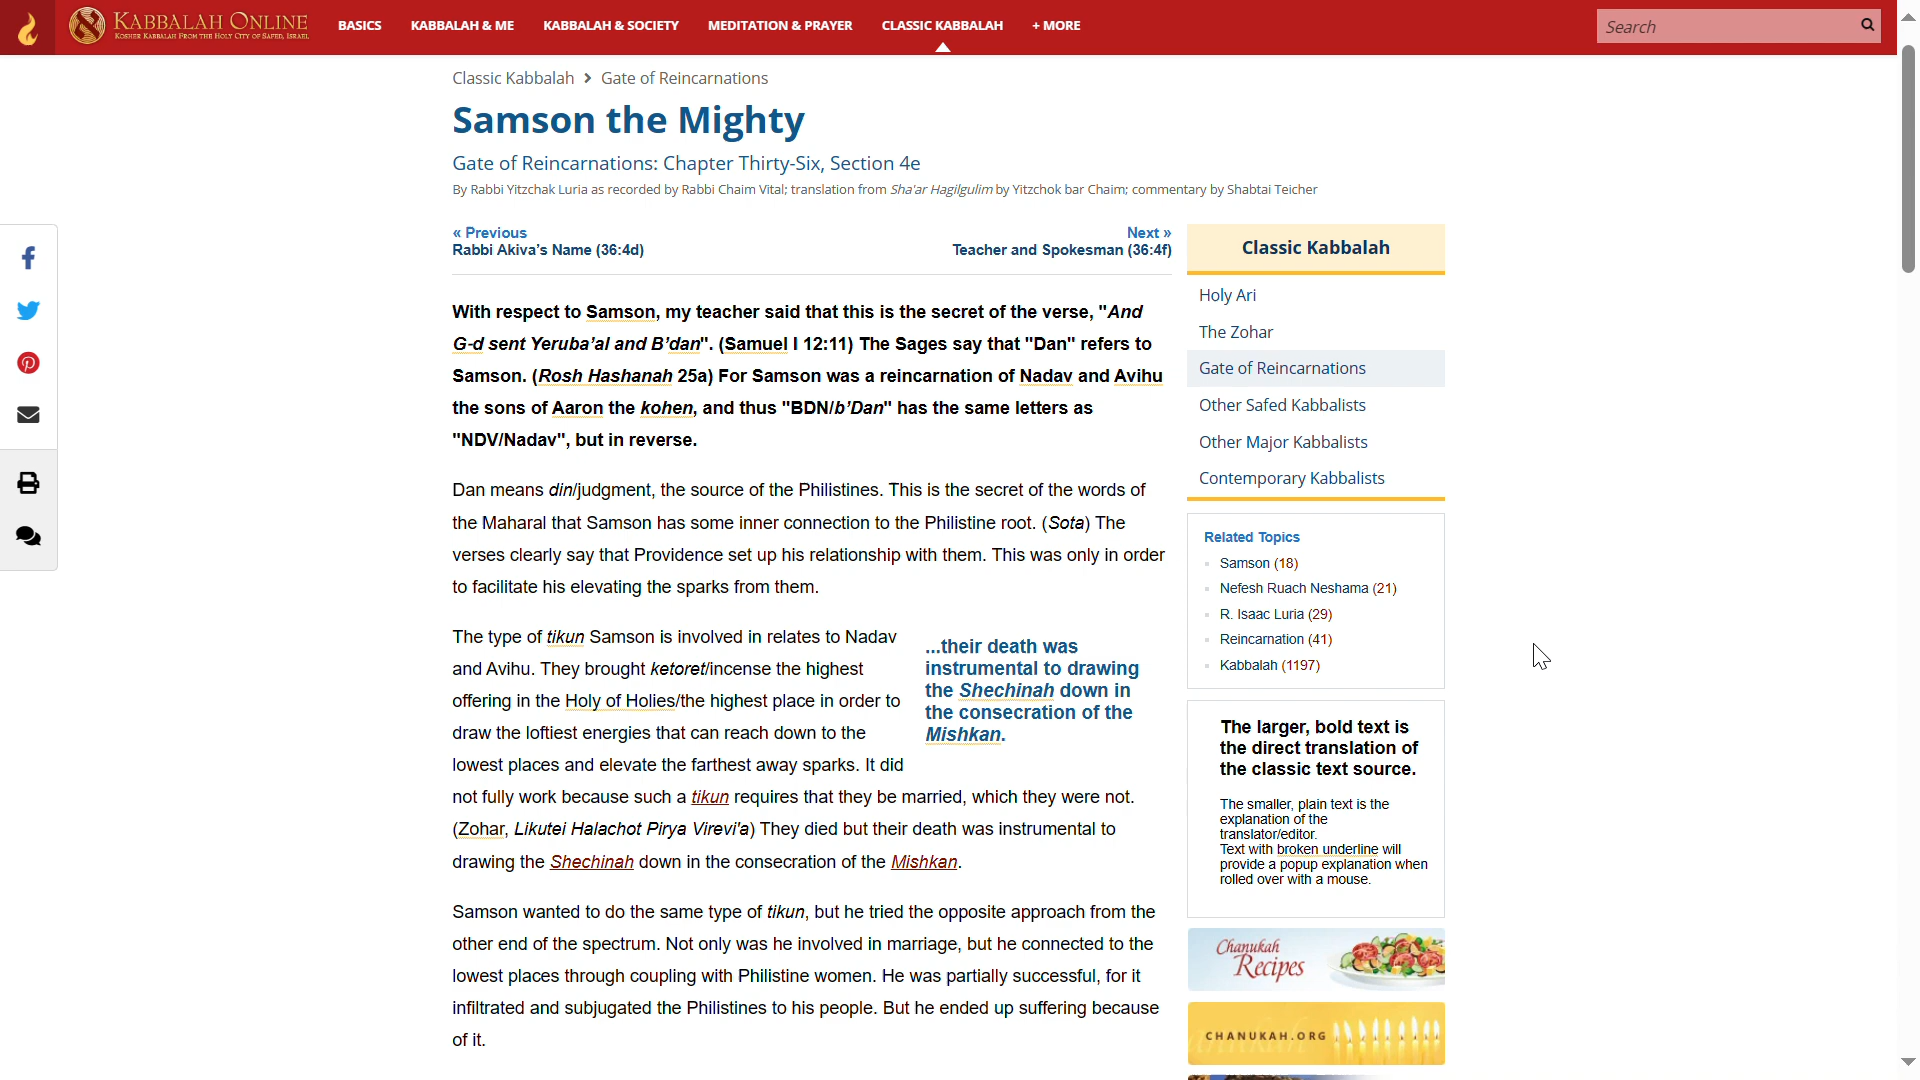 KABBALAH ONLINE
KOSHER KABBALAH FROM THE HOLY CITY OF SAFED, ISRAEL
BASICS
KABBALAH & ME
KABBALAH & SOCIETY
MEDITATION & PRAYER
CLASSIC KABBALAH
+ MORE
Search
Classic Kabbalah > Gate of Reincarnations
Samson the Mighty
Gate of Reincarnations: Chapter Thirty-Six, Section 4e
By Rabbi Yitzchak Luria as recorded by Rabbi Chaim Vital; translation from Sha'ar Hagilgulim by Yitzchok bar Chaim; commentary by Shabtai Teicher
« Previous
Rabbi Akiva's Name (36:4d)
Next »
Teacher and Spokesman (36:4f)
With respect to Samson, my teacher said that this is the secret of the verse, "And
G-d sent Yeruba'al and B'dan". (Samuel I 12:11) The Sages say that "Dan" refers to
Samson. (Rosh Hashanah 25a) For Samson was a reincarnation of Nadav and Avihu
the sons of Aaron the kohen, and thus "BDN/b'Dan" has the same letters as
"NDV/Nadav", but in reverse.
Dan means din/judgment, the source of the Philistines. This is the secret of the words of
the Maharal that Samson has some inner connection to the Philistine root. (Sota) The
verses clearly say that Providence set up his relationship with them. This was only in order
to facilitate his elevating the sparks from them.
The type of tikun Samson is involved in relates to Nadav
and Avihu. They brought ketoret/incense the highest
offering in the Holy of Holies/the highest place in order to
draw the loftiest energies that can reach down to the
lowest places and elevate the farthest away sparks. It did
not fully work because such a tikun requires that they be married, which they were not.
(Zohar, Likutei Halachot Pirya Virevi'a) They died but their death was instrumental to
drawing the Shechinah down in the consecration of the Mishkan.
...their death was
instrumental to drawing
the Shechinah down in
the consecration of the
Mishkan.
Samson wanted to do the same type of tikun, but he tried the opposite approach from the
other end of the spectrum. Not only was he involved in marriage, but he connected to the
lowest places through coupling with Philistine women. He was partially successful, for it
infiltrated and subjugated the Philistines to his people. But he ended up suffering because
of it.
Classic Kabbalah
Holy Ari
The Zohar
Gate of Reincarnations
Other Safed Kabbalists
Other Major Kabbalists
Contemporary Kabbalists
Related Topics
Samson (18)
Nefesh Ruach Neshama (21)
R. Isaac Luria (29)
Reincarnation (41)
Kabbalah (1197)
The larger, bold text is
the direct translation of
the classic text source.
The smaller, plain text is the
explanation of the
translator/editor.
Text with broken underline will
provide a popup explanation when
rolled over with a mouse.
Chanukah
Recipes
CHANUKAH.ORG